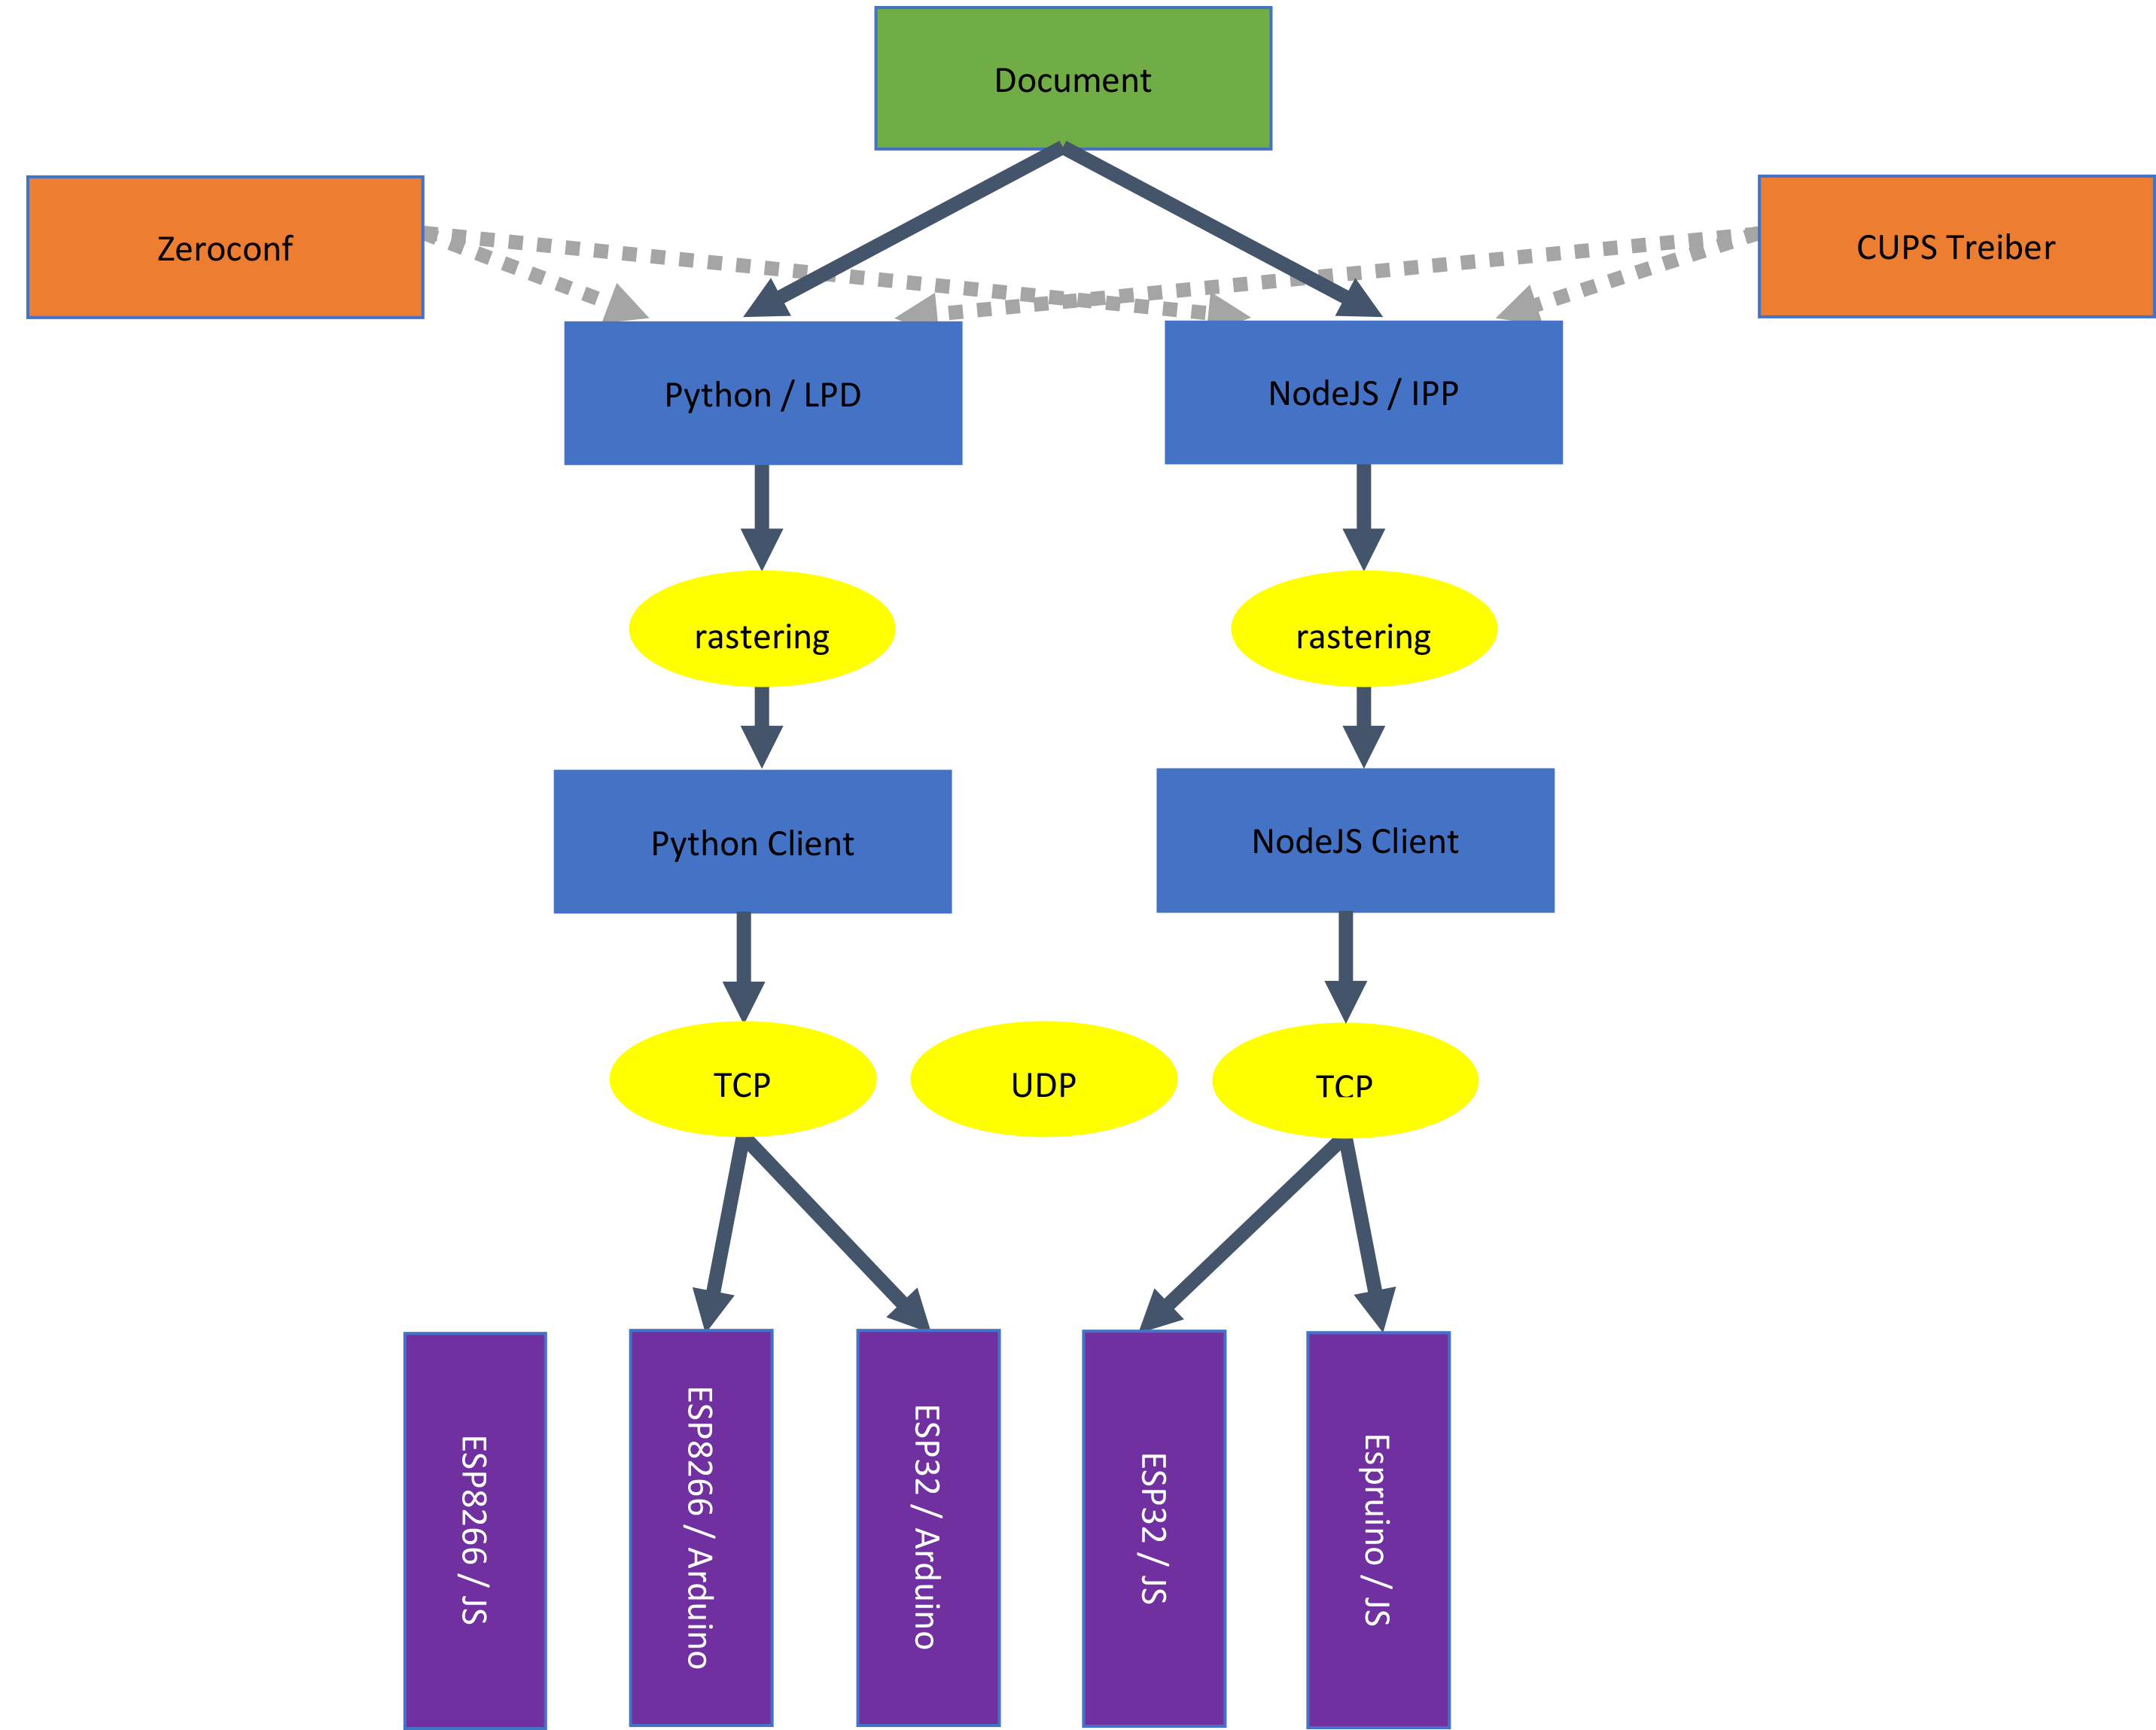 Document
Zeroconf
CUPS Treiber
Python / LPD
NodeJS / IPP
rastering
rastering
Python Client
NodeJS Client
TCP
UDP
TCP
ESP8266 / JS
ESP8266 / Arduino
ESP32 / Arduino
ESP32 / JS
Espruino / JS